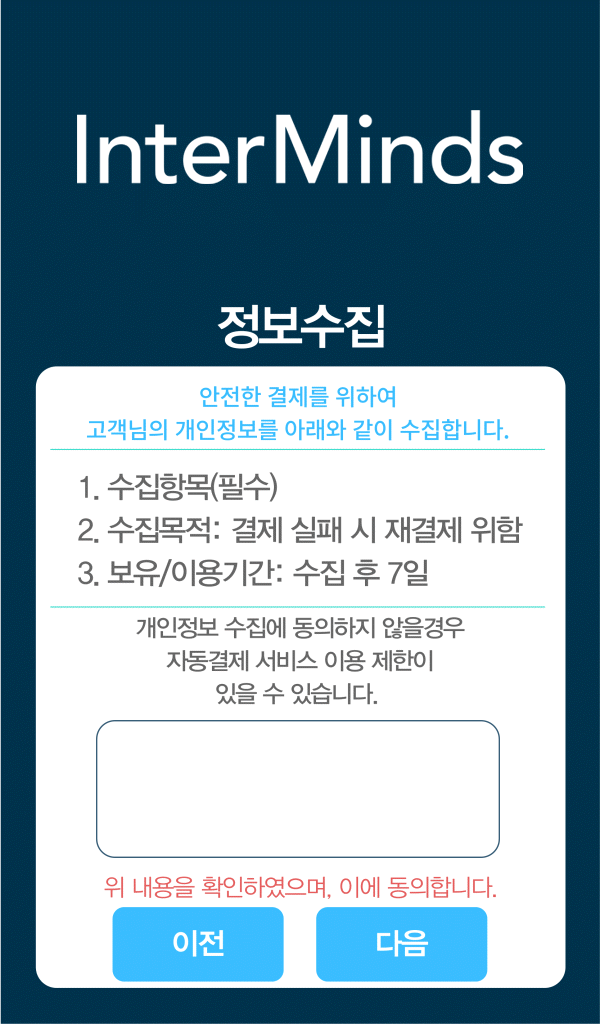 InterMinds
정보수집
안전한 결제를 위하여
고객님의 개인정보를 아래와 같이 수집합니다.
1. 수집항목(필수)
2. 수집목적: 결제 실패 시 재결제 위함
3. 보유/이용기간: 수집 후 7일
개인정보 수집에 동의하지 않을경우
자동결제 서비스 이용 제한이
있을 수 있습니다.
위 내용을 확인하였으며, 이에 동의합니다.
이전
다음